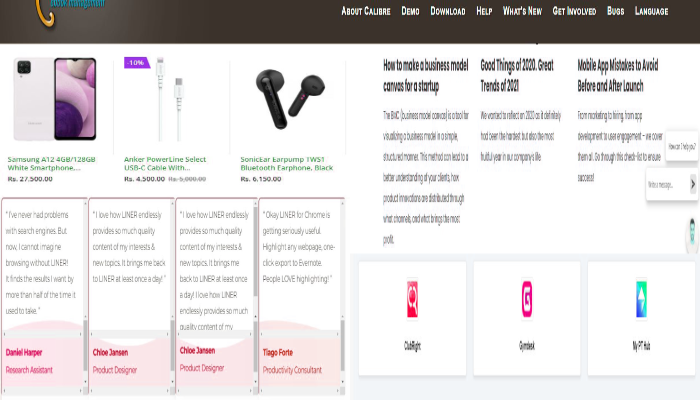 ebook management
About Calibre Demo Download Help What's New Get Involved Bugs Language
-10%
Samsung A12 4GB/128GB
White Smartphone,...
Rs. 27,500.00
Anker PowerLine Select
USB-C Cable With...
Rs. 4,500.00 Rs. 5,000.00
SonicEar Earpump TWS1
Bluetooth Earphone, Black
Rs. 6,150.00
How to make a business model
canvas for a startup
The BMC (business model canvas) is a tool for
visualizing a business model in a simple,
structured manner. This method can lead to a
better understanding of your clients, how
product innovations are distributed through
what channels, and what brings the most
profit.
Good Things of 2020. Great
Trends of 2021
We wanted to reflect on 2020 as it definitely
had been the hardest but also the most
fruitful year in our company's life.
Mobile App Mistakes to Avoid
Before and After Launch
From marketing to hiring, from app
development to user engagement – we cover
them all. Go through this check-list to ensure
success!
How can I help you?
Write a message...
"I've never had problems
with search engines. But
now, I cannot imagine
browsing without LINER!
It finds the results I want by
more than half of the time it
used to take."
Daniel Harper
Research Assistant
"I love how LINER endlessly
provides so much quality
content of my interests &
new topics. It brings me back
to LINER at least once a day!"
Chloe Jansen
Product Designer
"I love how LINER endlessly
provides so much quality
content of my interests &
new topics. It brings me
back to LINER at least once
a day! I love how LINER
endlessly provides so much
quality content of my
Chloe Jansen
Product Designer
"Okay LINER for Chrome is
getting seriously useful.
Highlight any webpage, one-
click export to Evernote.
People LOVE highlighting!"
Tiago Forte
Productivity Consultant
ClubRight
Gymdesk
My PT Hub